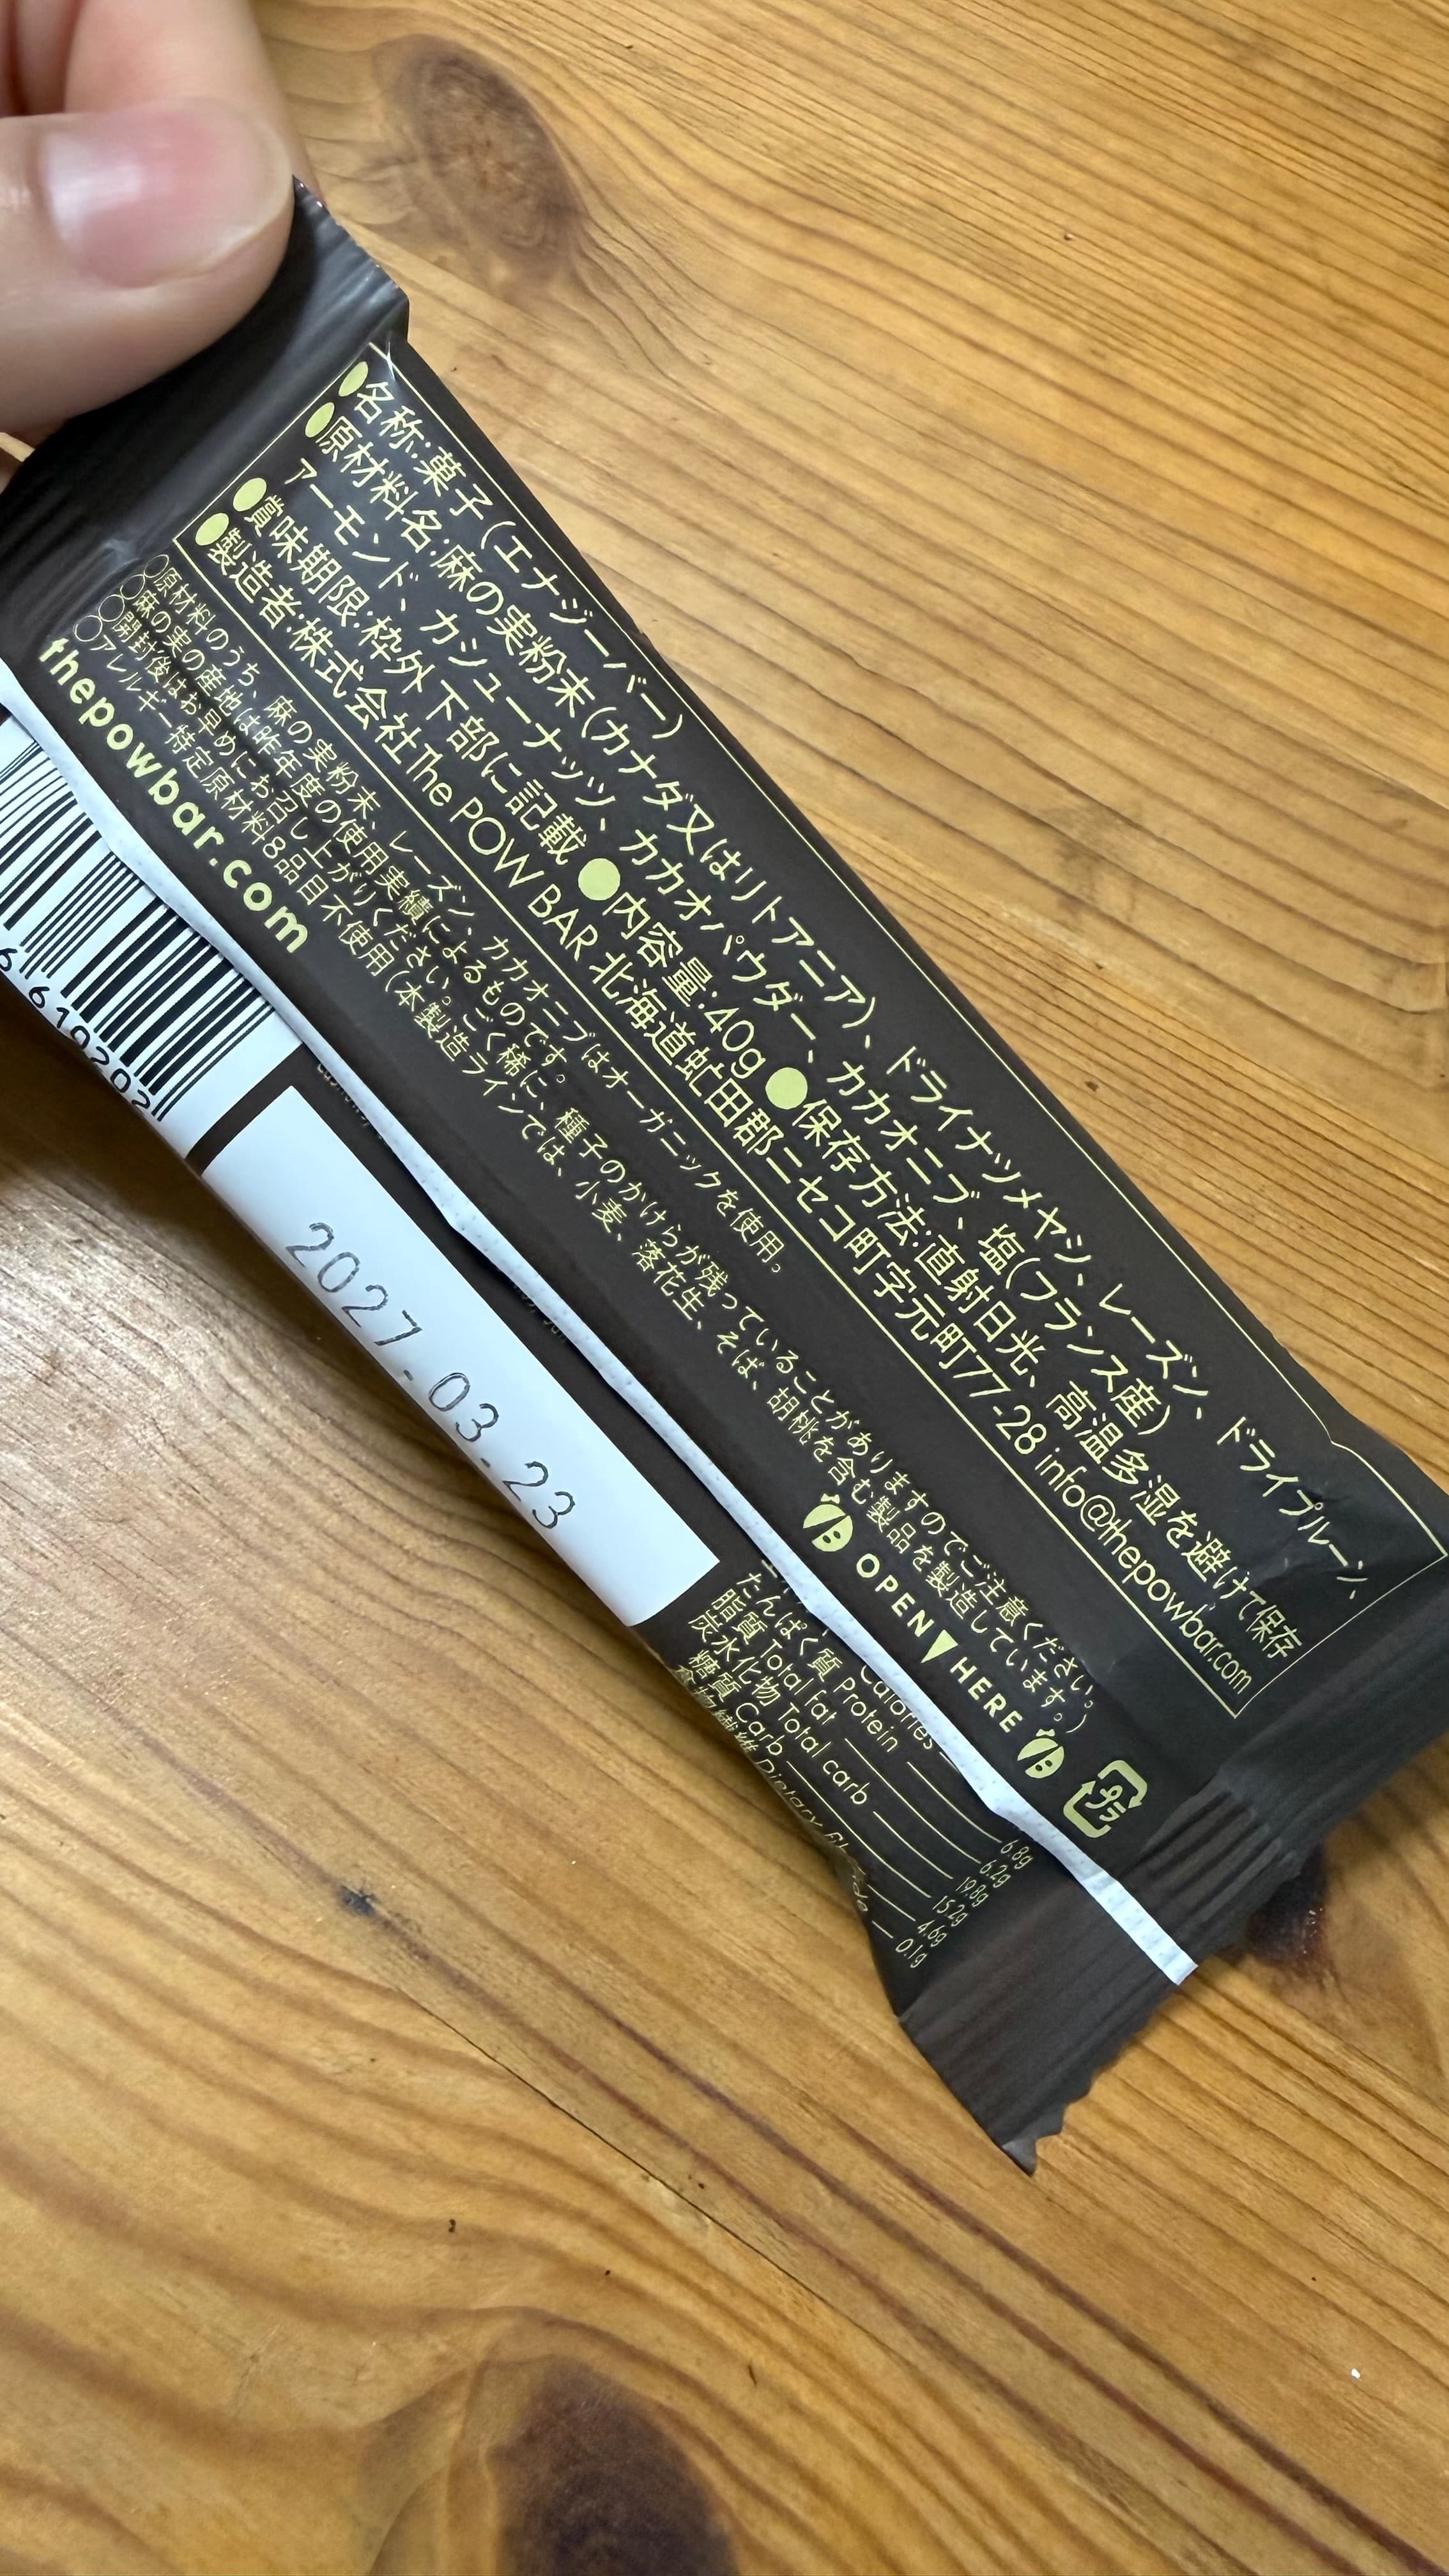 ●名称:菓子(エナジーバー)
●原材料名:麻の実粉末(カナダ又はリトアニア)、ドライナツメヤシ、レーズン、ドライプルーン、
アーモンド、カシューナッツ、カカオパウダー、カカオニブ、塩(フランス産)
●賞味期限:枠外下部に記載 ●内容量:40g ●保存方法:直射日光、高温多湿を避けて保存
●製造者:株式会社The POW BAR 北海道虻田郡ニセコ町字元町77-28 info@thepowbar.com
○原材料のうち、麻の実粉末、レーズン、カカオニブはオーガニックを使用。
○麻の実の産地は昨年度の使用実績によるものです。
○開封後はお早めにお召し上がりください。ごく稀に、種子のかけらが残っていることがありますのでご注意ください。
○アレルギー特定原材料8品目不使用(本製造ラインでは、小麦、落花生、そば、胡桃を含む製品を製造しています。)
thepowbar.com
OPEN HERE
プラ
2027.03.23
Calories
たんぱく質 Protein 6.8g
脂質 Total fat 6.2g
炭水化物 Total carb 19.8g
糖質 Carb 15.2g
食物繊維 Dietary 4.6g
0.1g